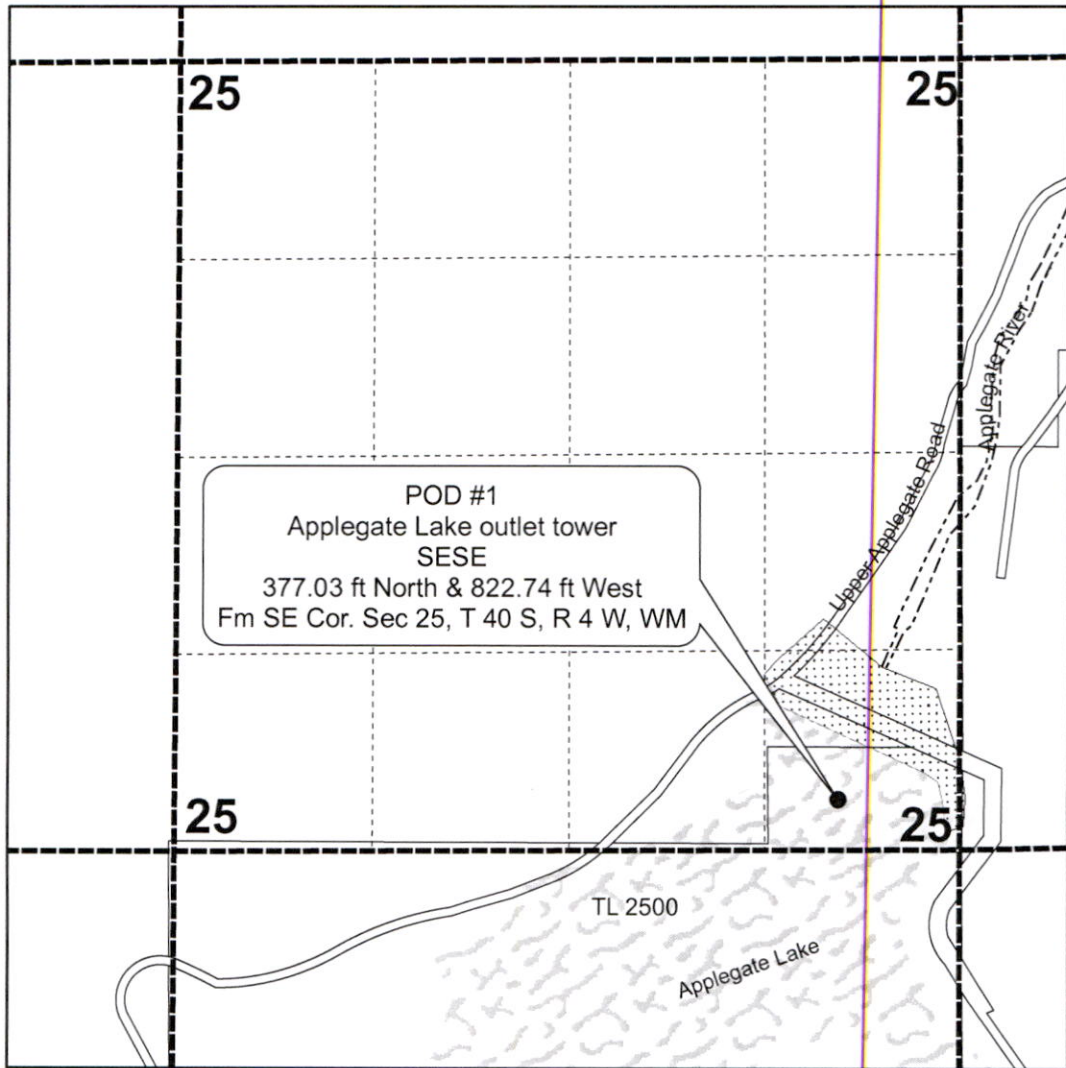 25
25
Applegate River
Upper Applegate Road
POD #1
Applegate Lake outlet tower
SESE
377.03 ft North & 822.74 ft West
Fm SE Cor. Sec 25, T 40 S, R 4 W, WM
25
25
TL 2500
Applegate Lake